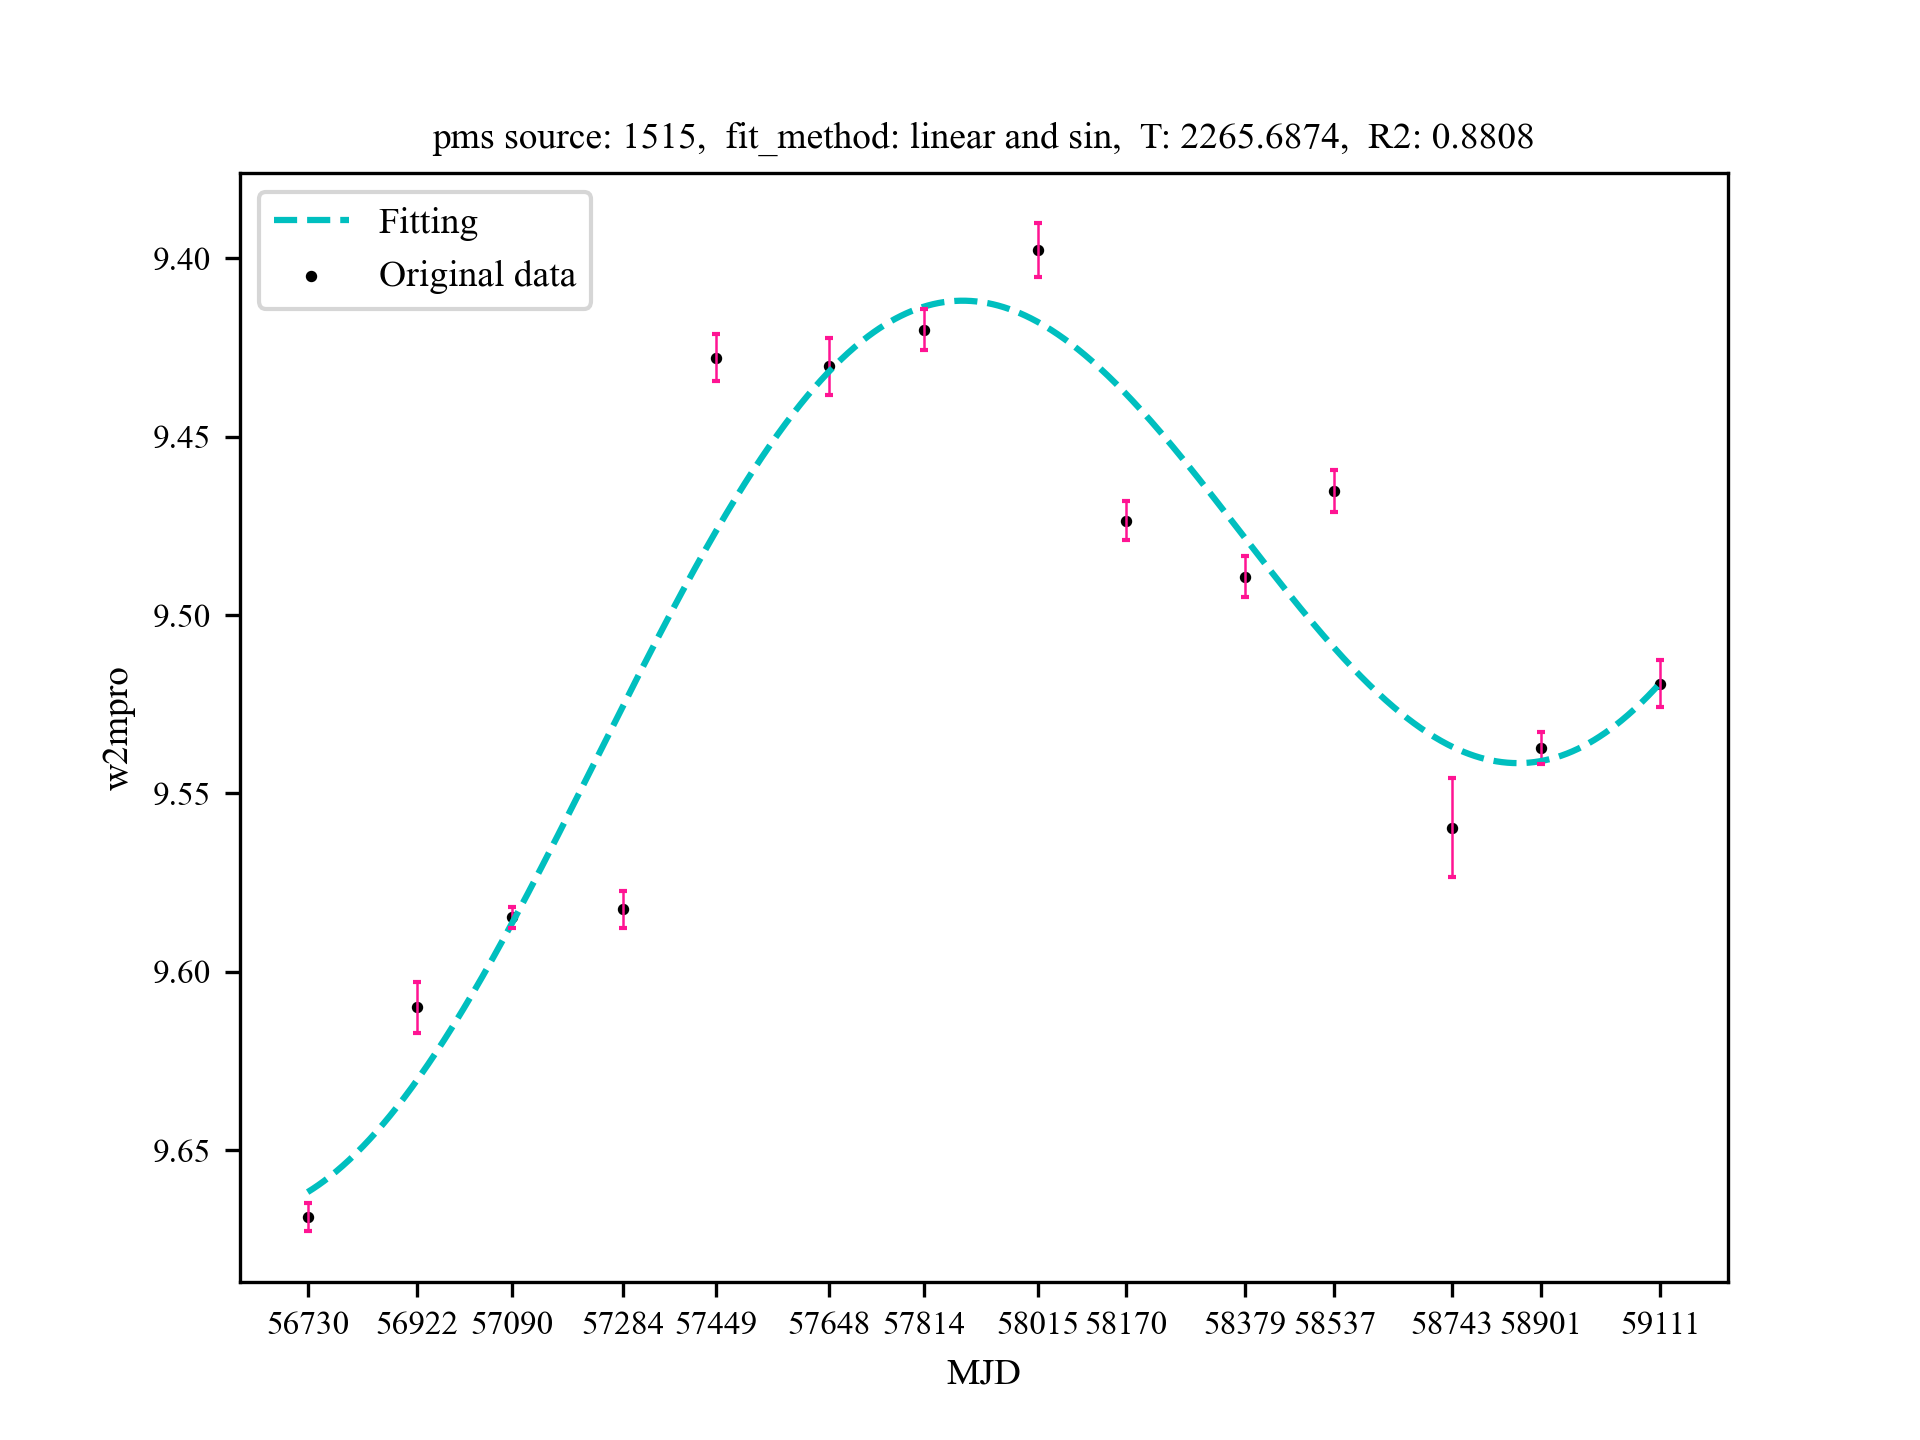 pms source: 1515, fit_method: linear and sin, T: 2265.6874, R2: 0.8808
Fitting
Original data
9.40
9.45
9.50
9.55
9.60
9.65
w2mpro
56730 56922 57090 57284 57449 57648 57814 58015 58170 58379 58537 58743 58901 59111
MJD